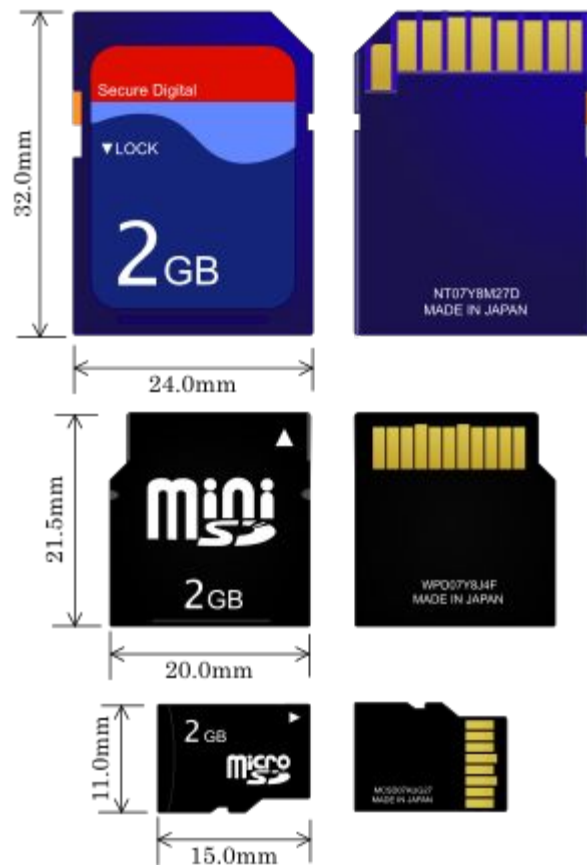 Secure Digital
▼LOCK
2GB
32.0mm
24.0mm
NT07Y8M27D
MADE IN JAPAN
mini
SD
2GB
21.5mm
20.0mm
WPD07Y8J4F
MADE IN JAPAN
2GB
micro
SD
11.0mm
15.0mm
MADE IN JAPAN